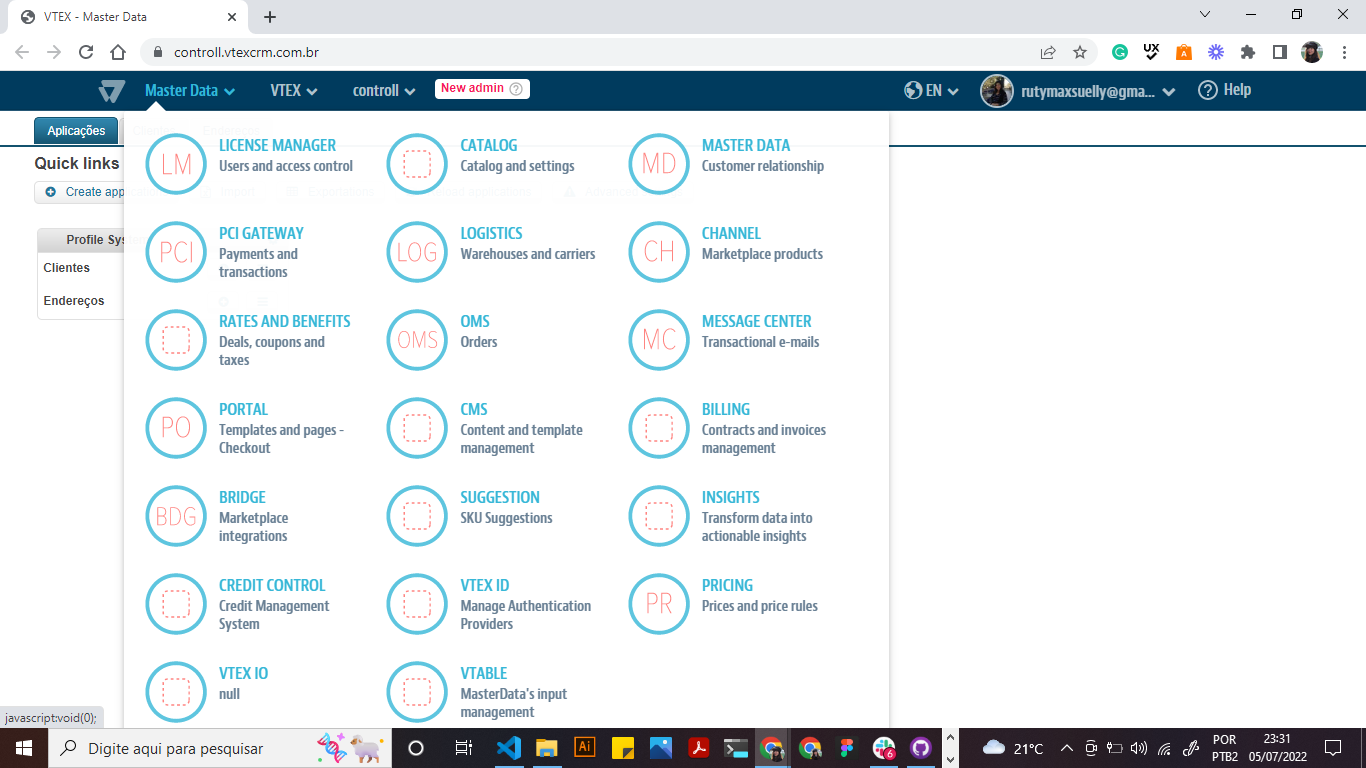 VTEX - Master Data
controll.vtexcrm.com.br
Master Data
VTEX
controll
New admin
EN
rutymaxsuelly@gma...
Help
Aplicações
Quick links
Create app
Profile Sys
Clientes
Endereços
LM
LICENSE MANAGER
Users and access control
CATALOG
Catalog and settings
MD
MASTER DATA
Customer relationship
PCI
PCI GATEWAY
Payments and
transactions
LOG
LOGISTICS
Warehouses and carriers
CH
CHANNEL
Marketplace products
RATES AND BENEFITS
Deals, coupons and
taxes
OMS
OMS
Orders
MC
MESSAGE CENTER
Transactional e-mails
PO
PORTAL
Templates and pages -
Checkout
CMS
Content and template
management
BILLING
Contracts and invoices
management
BDG
BRIDGE
Marketplace
integrations
SUGGESTION
SKU Suggestions
INSIGHTS
Transform data into
actionable insights
CREDIT CONTROL
Credit Management
System
VTEX ID
Manage Authentication
Providers
PR
PRICING
Prices and price rules
VTEX IO
null
VTABLE
MasterData's input
management
javascript:void(0);
Digite aqui para pesquisar
Ai
6
21°C
POR
PTB2
23:31
05/07/2022